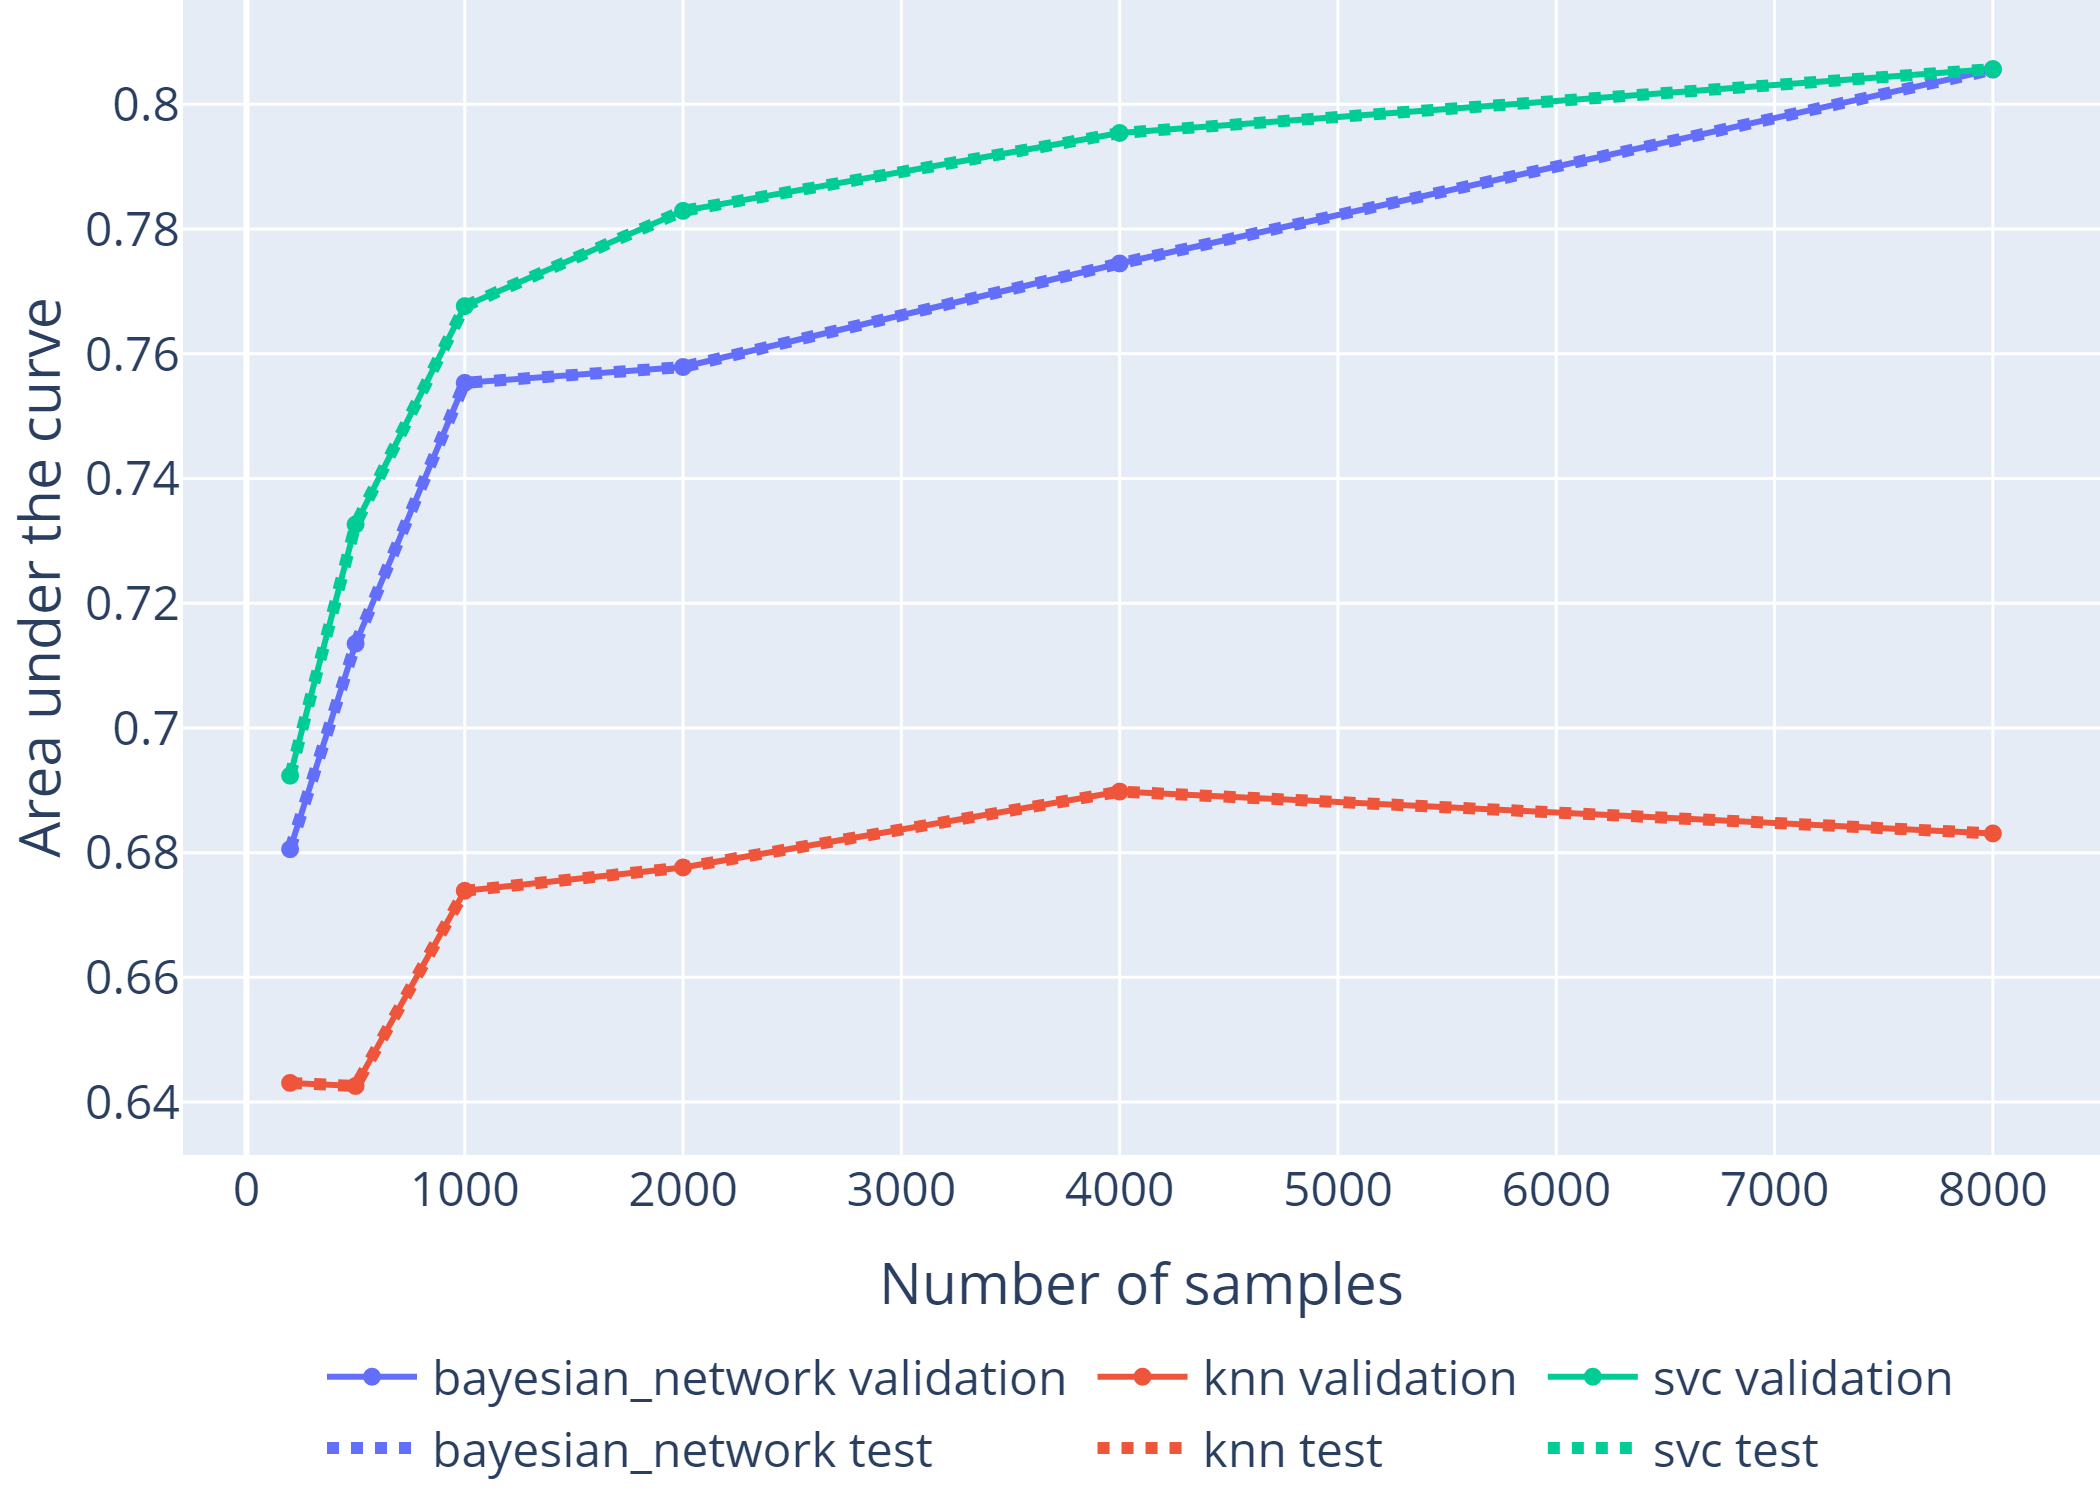 Area under the curve
0.8
0.78
0.76
0.74
0.72
0.7
0.68
0.66
0.64
0 1000 2000 3000 4000 5000 6000 7000 8000
Number of samples
bayesian_network validation knn validation svc validation
bayesian_network test knn test svc test